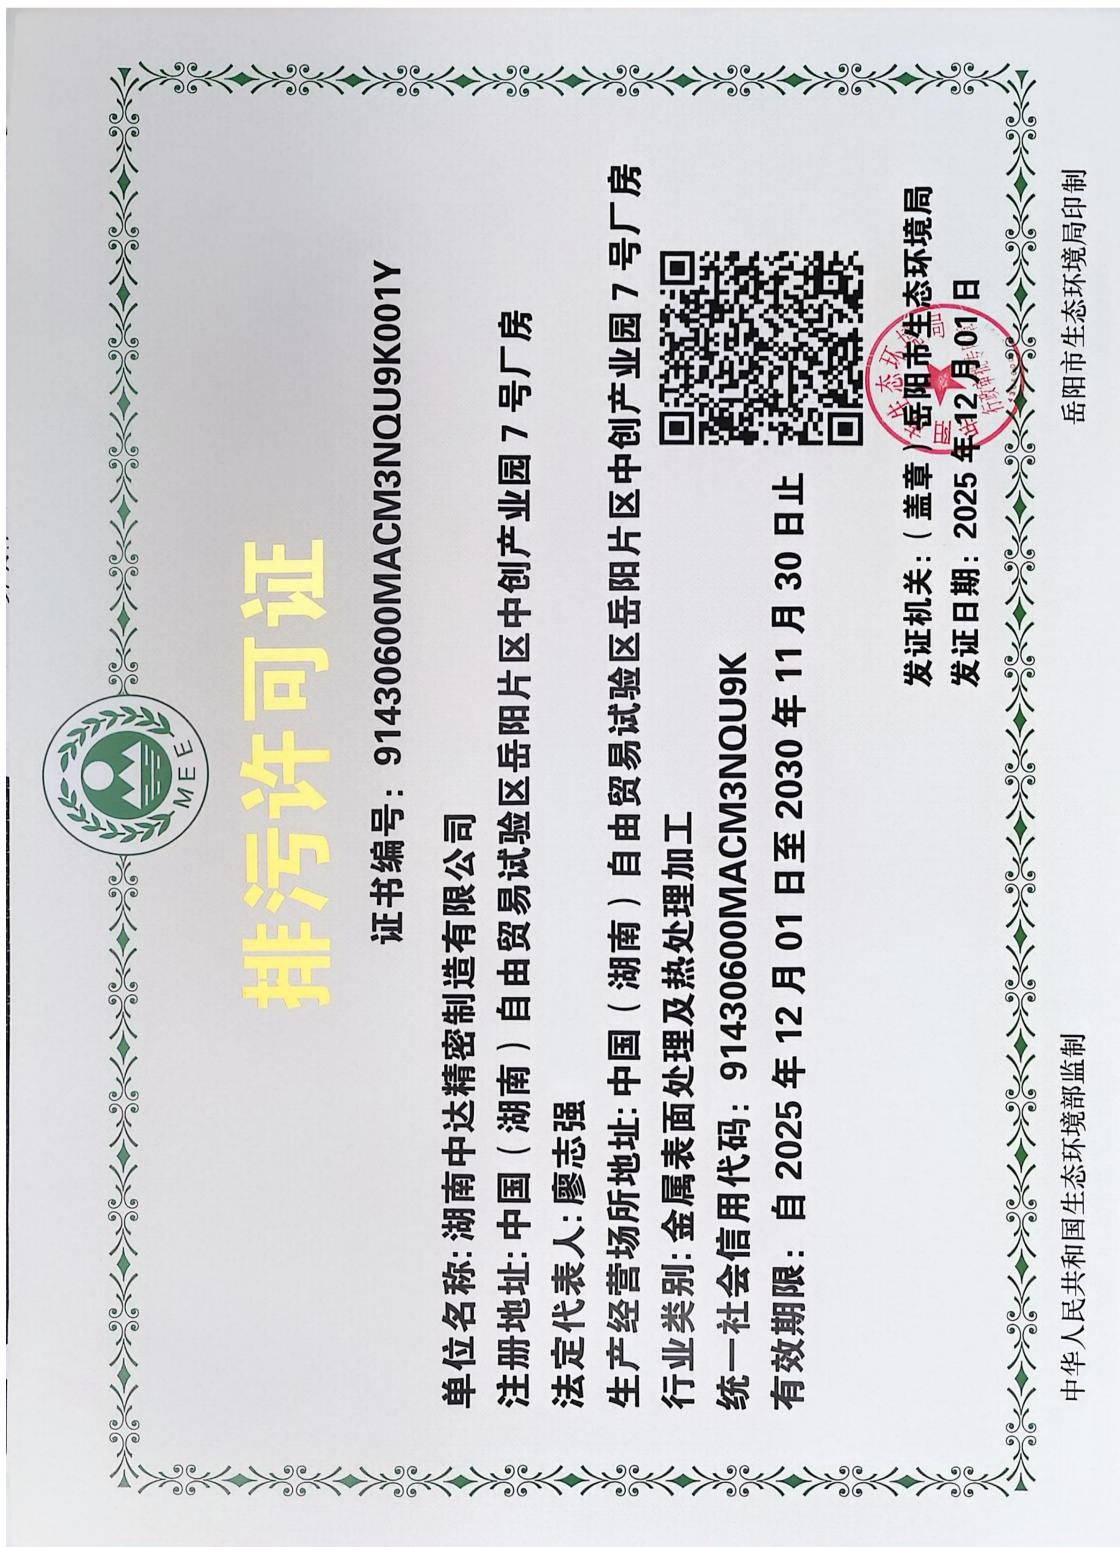 MEE
排污许可证
证书编号：91430600MACM3NQU9K001Y
单位名称：湖南中达精密制造有限公司
注册地址：中国（湖南）自由贸易试验区岳阳片区中创产业园7号厂房
法定代表人：廖志强
生产经营场所地址：中国（湖南）自由贸易试验区岳阳片区中创产业园7号厂房
行业类别：金属表面处理及热处理加工
统一社会信用代码：91430600MACM3NQU9K
有效期限：自2025年12月01日至2030年11月30日止
发证机关：（盖章）岳阳市生态环境局
发证日期：2025年12月01日
中华人民共和国生态环境部监制
岳阳市生态环境局印制